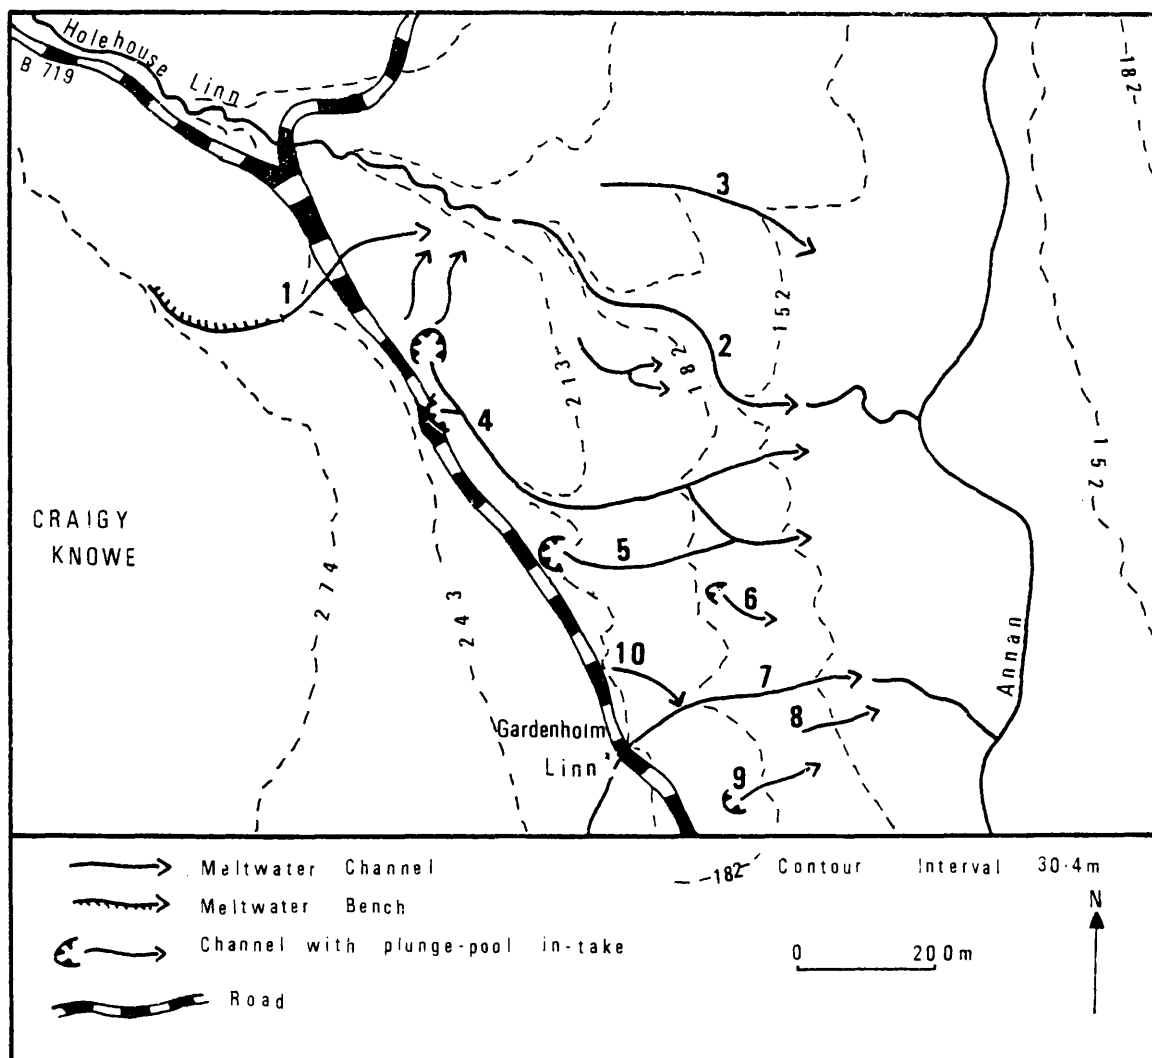 Holehouse
Linn
B 719
182
3
1
2
152
182
213
4
152
CRAIGY
KNOWE
5
274
243
6
Annan
10
7
Gardenholm
Linn
8
9
Meltwater Channel
Meltwater Bench
Channel with plunge-pool in-take
Road
182 Contour Interval 30·4m
N
0 200m